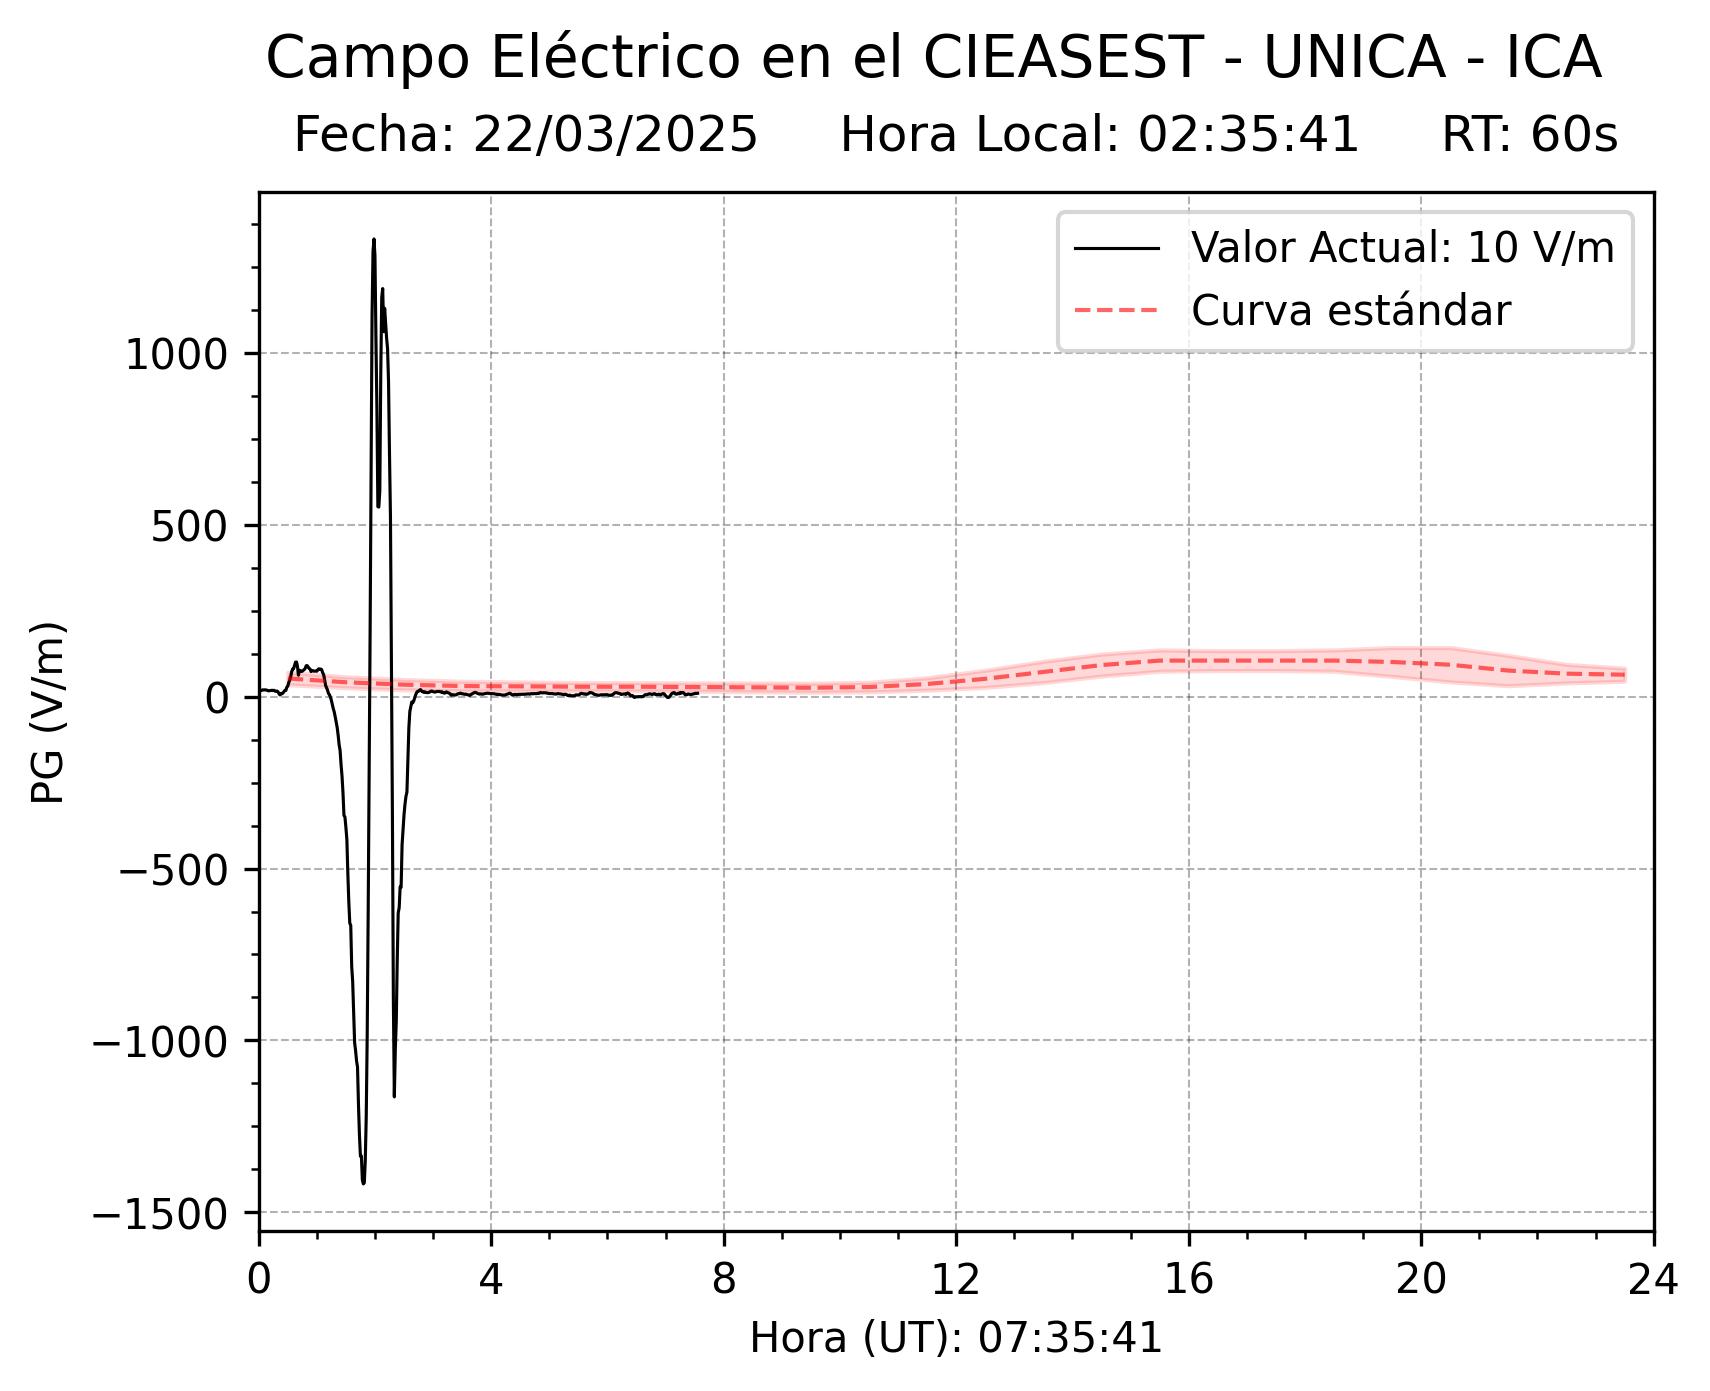 Campo Eléctrico en el CIEASEST - UNICA - ICA
Fecha: 22/03/2025 Hora Local: 02:35:41 RT: 60s
Valor Actual: 10 V/m
Curva estándar
1000
500
0
−500
−1000
−1500
PG (V/m)
0 4 8 12 16 20 24
Hora (UT): 07:35:41